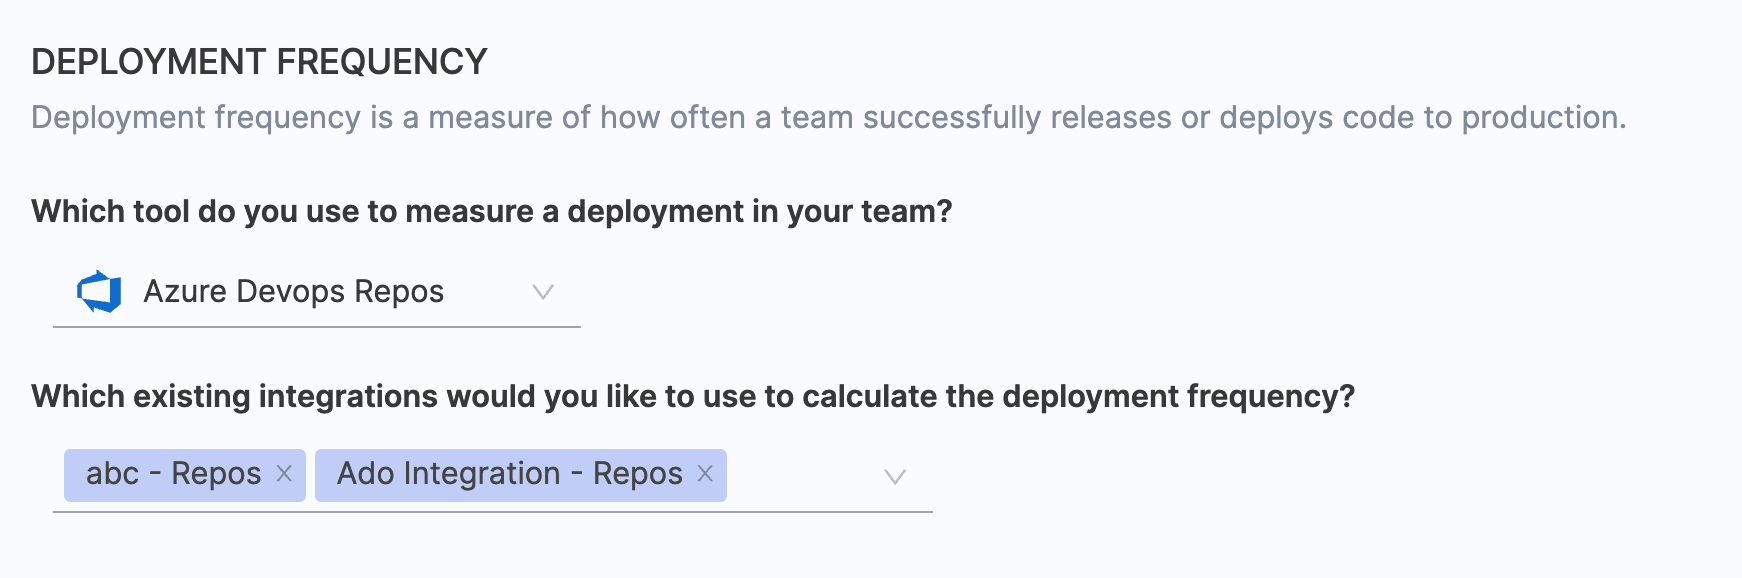 DEPLOYMENT FREQUENCY
Deployment frequency is a measure of how often a team successfully releases or deploys code to production.
Which tool do you use to measure a deployment in your team?
Azure Devops Repos
Which existing integrations would you like to use to calculate the deployment frequency?
abc - Repos Ado Integration - Repos